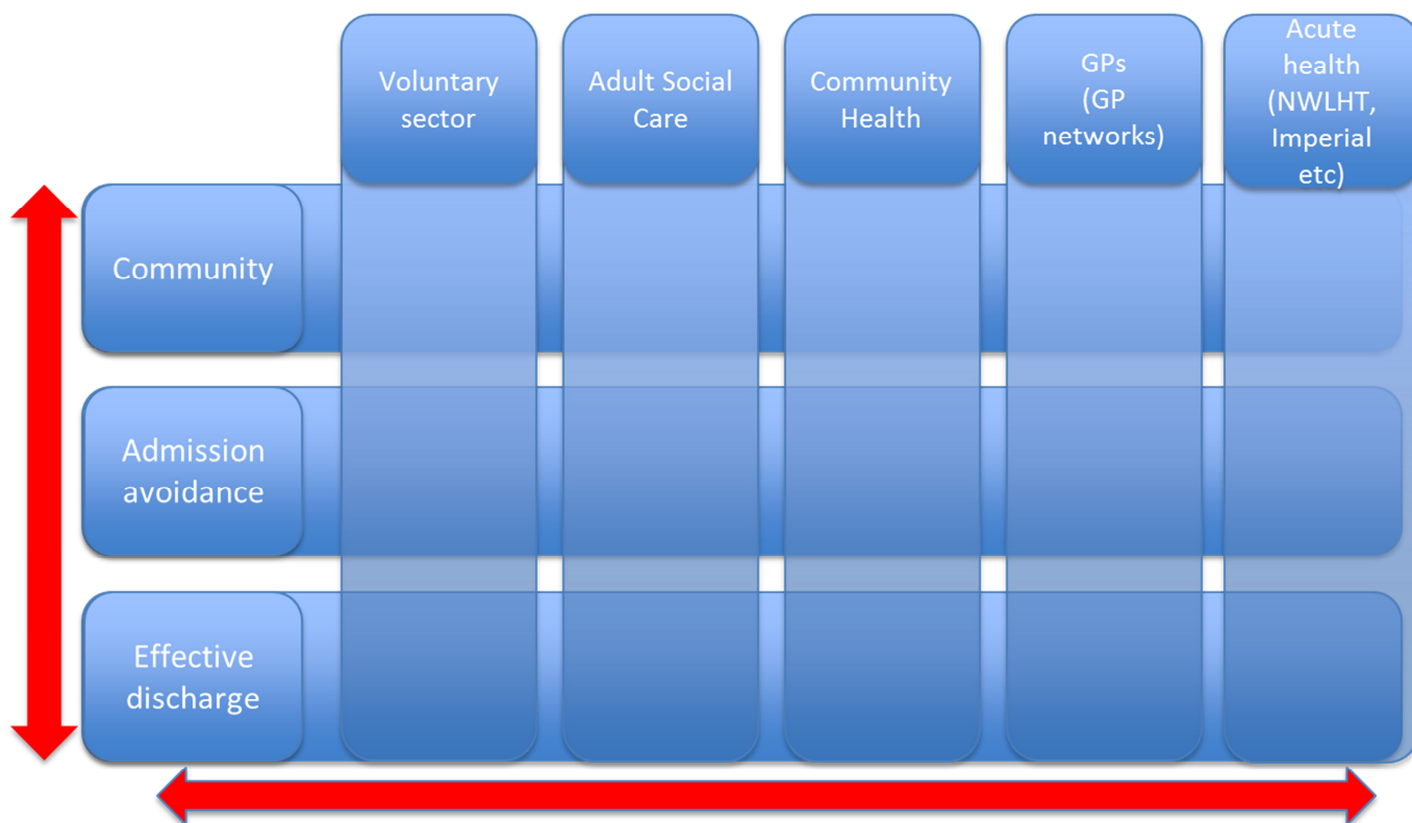 Voluntary
sector
Adult Social
Care
Community
Health
GPs
(GP
networks)
Acute
health
(NWLHT,
Imperial
etc)
Community
Admission
avoidance
Effective
discharge